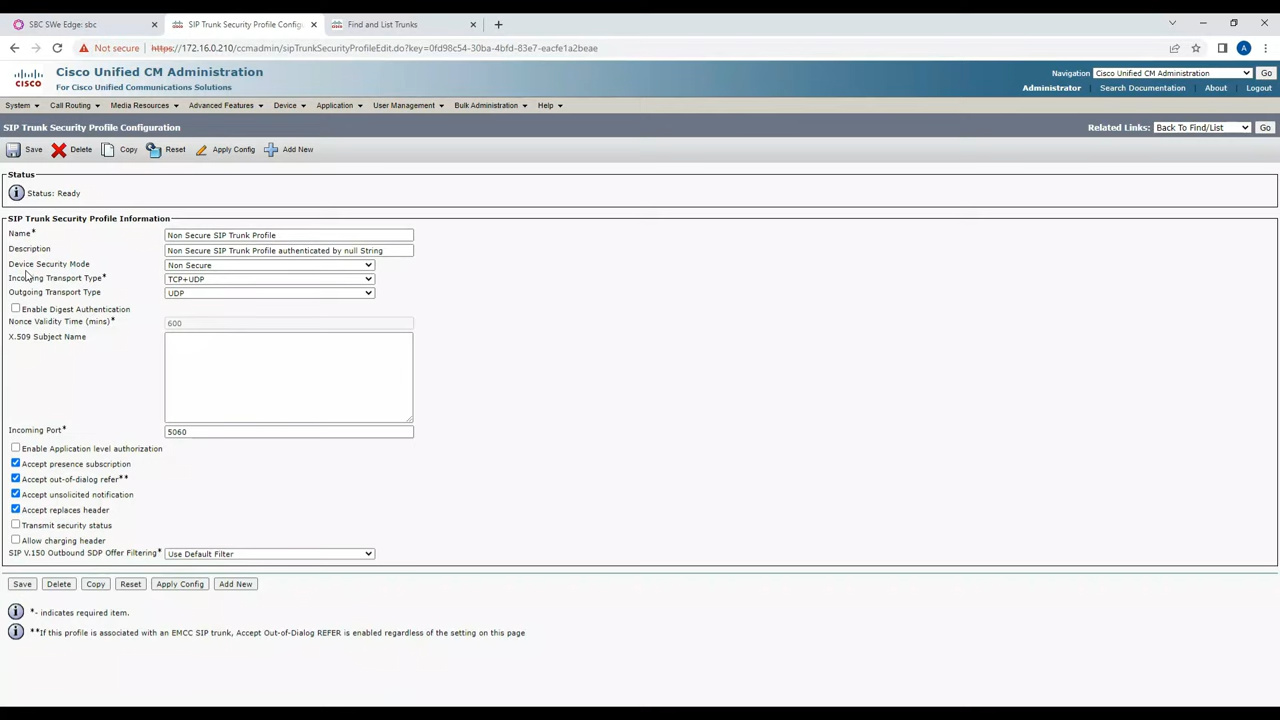 SBC SWe Edge: sbc
SIP Trunk Security Profile Configu
Find and List Trunks
Not secure https://172.16.0.210/ccmadmin/sipTrunkSecurityProfileEdit.do?key=0fd98c54-30ba-4bfd-83e7-eacfe1a2beae
A
CISCO
Cisco Unified CM Administration
For Cisco Unified Communications Solutions
Navigation Cisco Unified CM Administration Go
Administrator Search Documentation About Logout
System Call Routing Media Resources Advanced Features Device Application User Management Bulk Administration Help
SIP Trunk Security Profile Configuration
Related Links: Back To Find/List Go
Save Delete Copy Reset Apply Config Add New
Status
Status: Ready
SIP Trunk Security Profile Information
Name* Non Secure SIP Trunk Profile
Description Non Secure SIP Trunk Profile authenticated by null String
Device Security Mode Non Secure
Incoming Transport Type* TCP+UDP
Outgoing Transport Type UDP
Enable Digest Authentication
Nonce Validity Time (mins)* 600
X.509 Subject Name
Incoming Port* 5060
Enable Application level authorization
Accept presence subscription
Accept out-of-dialog refer**
Accept unsolicited notification
Accept replaces header
Transmit security status
Allow charging header
SIP V.150 Outbound SDP Offer Filtering* Use Default Filter
Save Delete Copy Reset Apply Config Add New
*- indicates required item.
**If this profile is associated with an EMCC SIP trunk, Accept Out-of-Dialog REFER is enabled regardless of the setting on this page